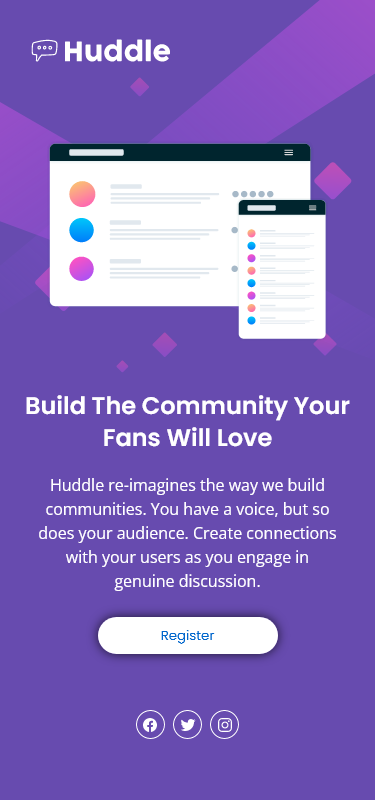 Huddle
Build The Community Your
Fans Will Love
Huddle re-imagines the way we build
communities. You have a voice, but so
does your audience. Create connections
with your users as you engage in
genuine discussion.
Register